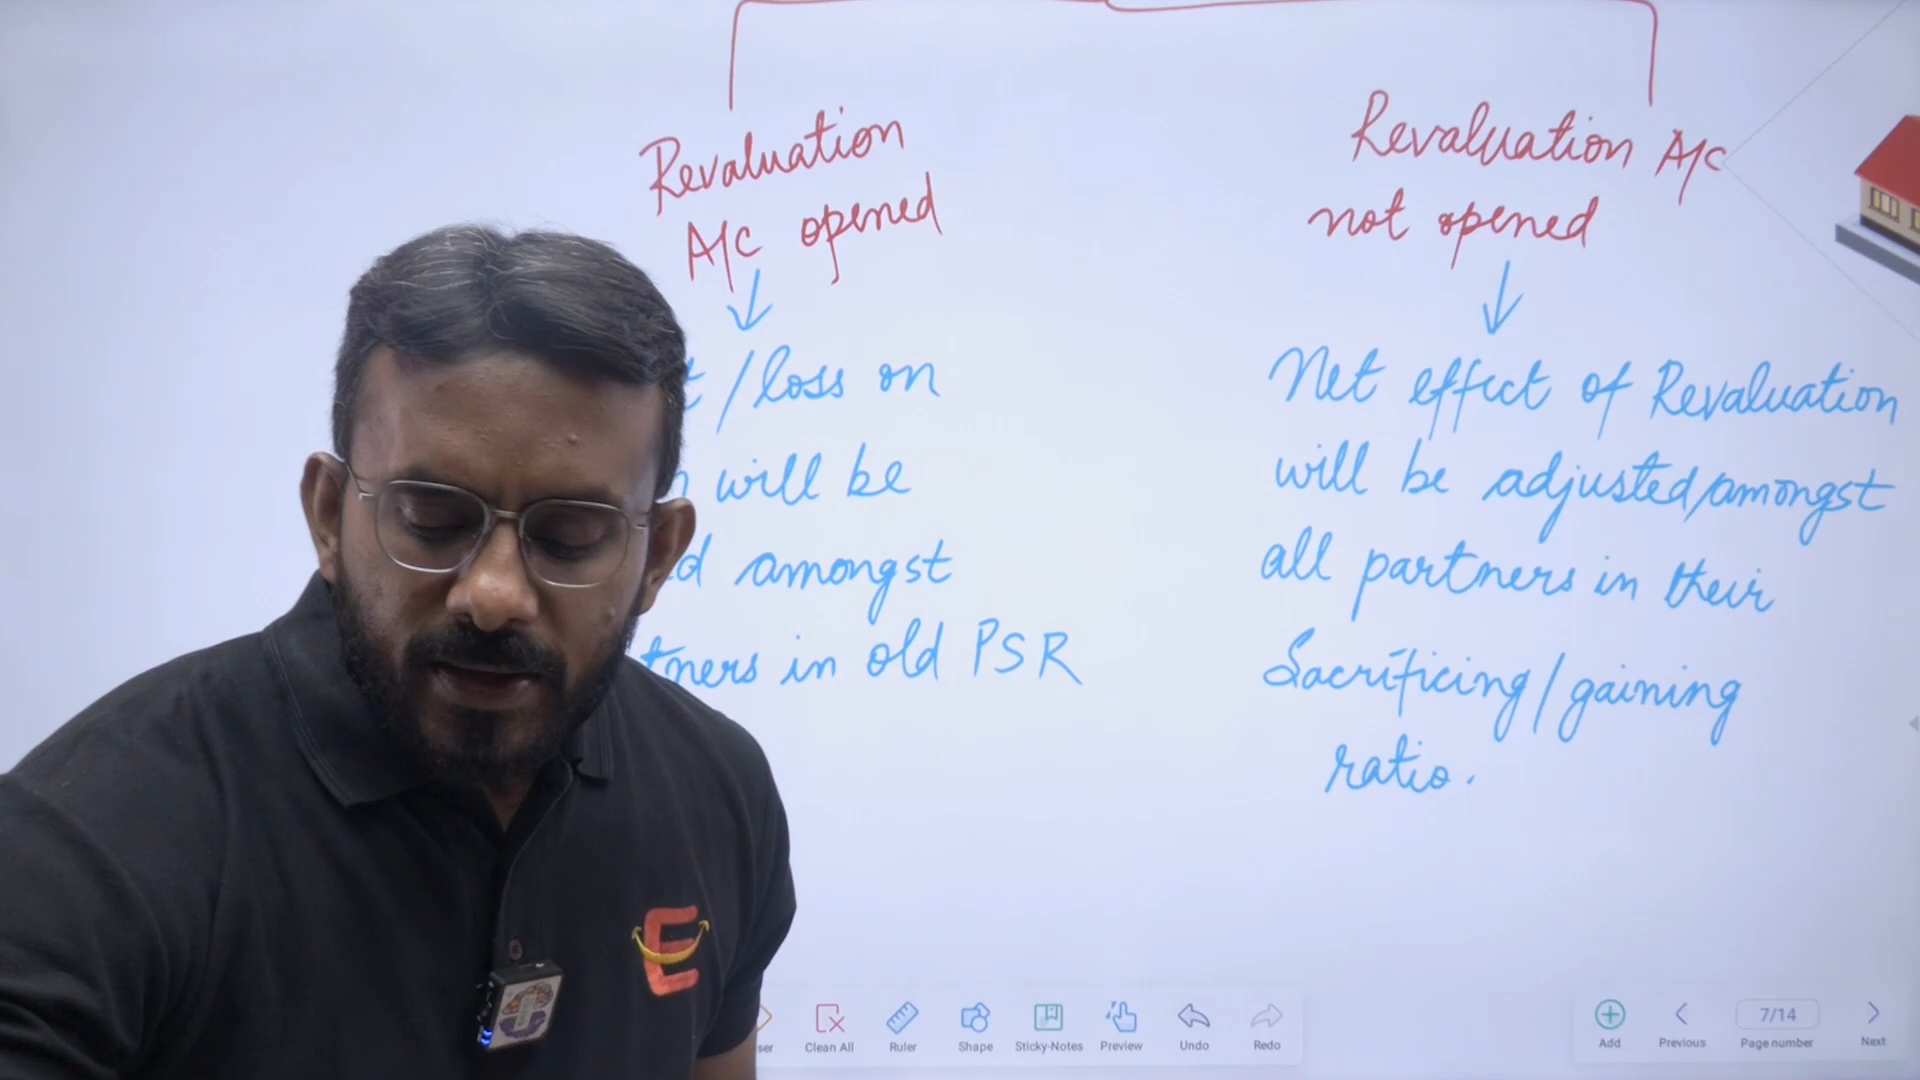 Revaluation
A/c opened
/loss on
will be
d amongst
tners in old PSR
Revaluation A/c
not opened
Net effect of Revaluation
will be adjusted/amongst
all partners in their
Sacrificing/gaining
ratio.
E
ser
Clean All
Ruler
Shape
Sticky-Notes
Preview
Undo
Redo
Add
Previous
7/14
Page number
Next